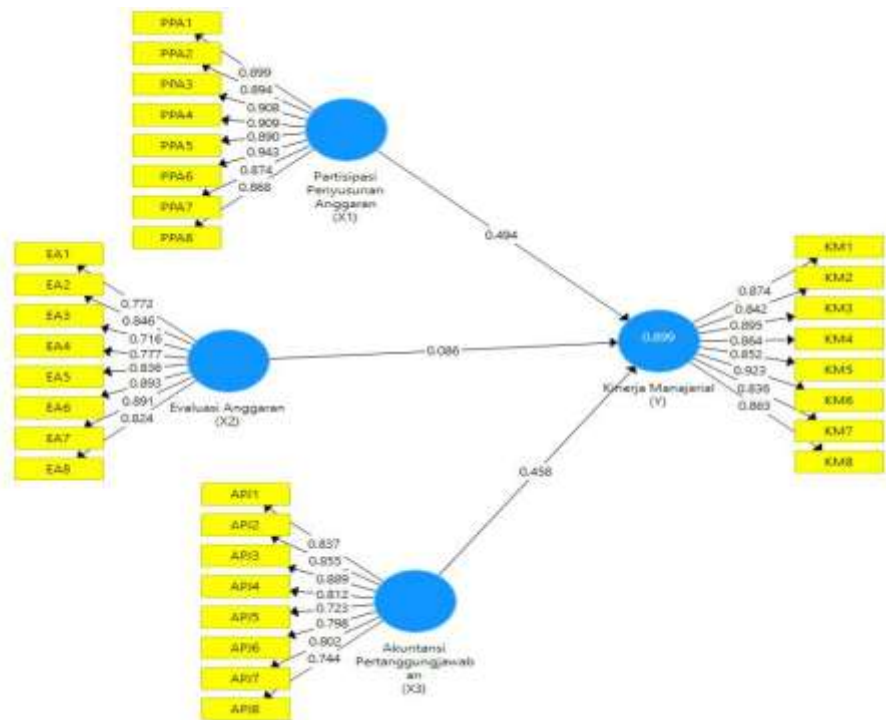 PPA1
PPA2
PPA3
PPA4
PPA5
PPA6
PPA7
PPA8
0.899
0.894
0.908
0.909
0.890
0.943
0.874
0.868
Partisipasi
Penyusunan
Anggaran
(X1)
0.494
EA1
EA2
EA3
EA4
EA5
EA6
EA7
EA8
0.846
0.716
0.777
0.836
0.893
0.891
0.824
Evaluasi Anggaran
(X2)
0.086
API1
API2
API3
API4
API5
API6
API7
API8
0.837
0.855
0.889
0.812
0.723
0.798
0.802
0.744
Akuntansi
Pertanggungjawab
an
(X3)
0.458
0.899
Kinerja Manajerial
(Y)
0.874
0.842
0.895
0.864
0.852
0.923
0.836
KM1
KM2
KM3
KM4
KM5
KM6
KM7
KM8